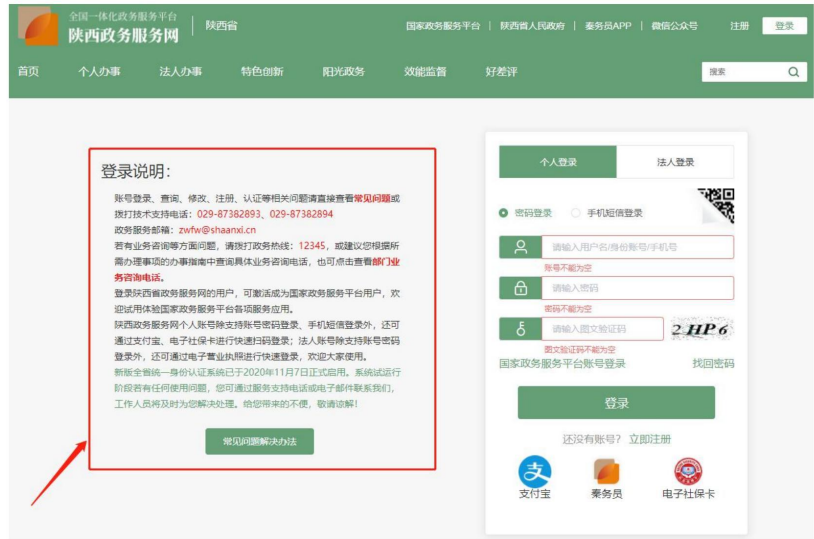 全国一体化政务服务平台
陕西政务服务网
陕西省
国家政务服务平台 | 陕西省人民政府 | 秦务员APP | 微信公众号
注册
登录
首页 个人办事 法人办事 特色创新 阳光政务 效能监督 好差评
搜索
登录说明：
账号登录、查询、修改、注册、认证等相关问题请直接查看常见问题或
拨打技术支持电话：029-87382893、029-87382894
政务服务邮箱：zwfw@shaanxi.cn
若有业务咨询等方面问题，请拨打政务热线：12345，或建议您根据所
需办理事项的办事指南中查询具体业务咨询电话，也可点击查看部门业
务咨询电话。
登录陕西省政务服务网的用户，可激活成为国家政务服务平台用户，欢
迎试用体验国家政务服务平台各项服务应用。
陕西政务服务网个人账号除支持账号密码登录、手机短信登录外，还可
通过支付宝、电子社保卡进行快速扫码登录；法人账号除支持账号密码
登录外，还可通过电子营业执照进行快速登录，欢迎大家使用。
新版全省统一身份认证系统已于2020年11月7日正式启用。系统试运行
阶段若有任何使用问题，您可通过服务支持电话或电子邮件联系我们，
工作人员将及时为您解决处理。给您带来的不便，敬请谅解！
常见问题解决办法
个人登录 法人登录
密码登录 手机短信登录
请输入用户名/身份账号/手机号
账号不能为空
请输入密码
密码不能为空
请输入图文验证码
2 HP 6
图文验证码不能为空
国家政务服务平台账号登录 找回密码
登录
还没有账号？ 立即注册
支
支付宝 秦务员 电子社保卡